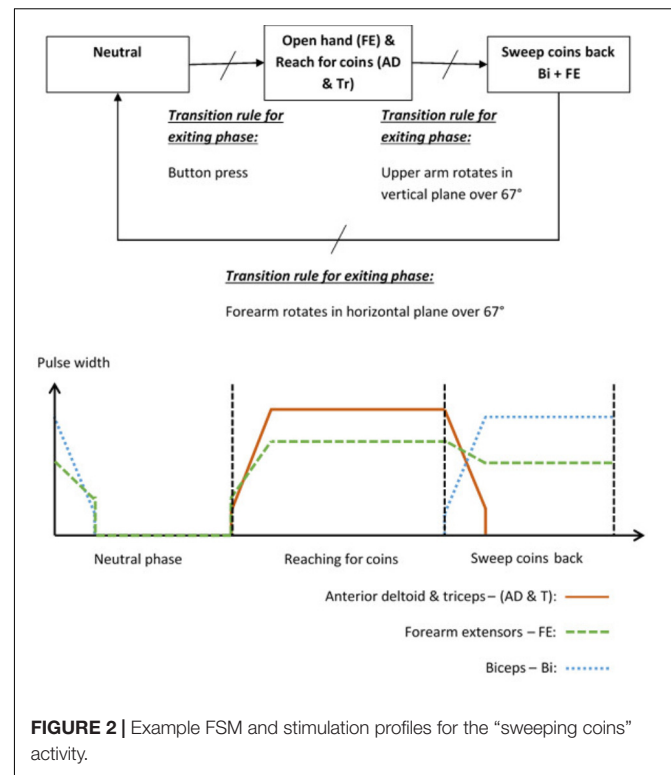 Neutral
Open hand (FE) &
Reach for coins (AD
& Tr)
Sweep coins back
Bi + FE
Transition rule for
exiting phase:
Button press
Transition rule for
exiting phase:
Upper arm rotates in
vertical plane over 67°
Transition rule for exiting phase:
Forearm rotates in horizontal plane over 67°
Pulse width
Neutral phase
Reaching for coins
Sweep coins back
Anterior deltoid & triceps – (AD & T):
Forearm extensors – FE:
Biceps – Bi:
FIGURE 2 | Example FSM and stimulation profiles for the “sweeping coins”
activity.